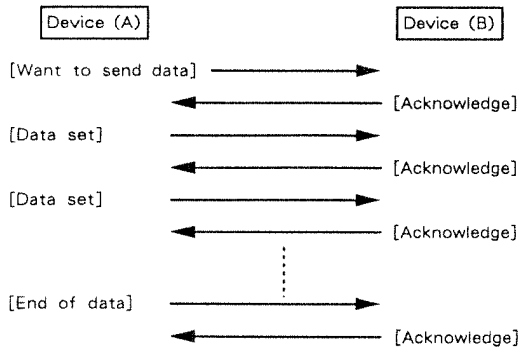 Device (A) Device (B)
[Want to send data]
[Acknowledge]
[Data set]
[Acknowledge]
[Data set]
[Acknowledge]
[End of data]
[Acknowledge]